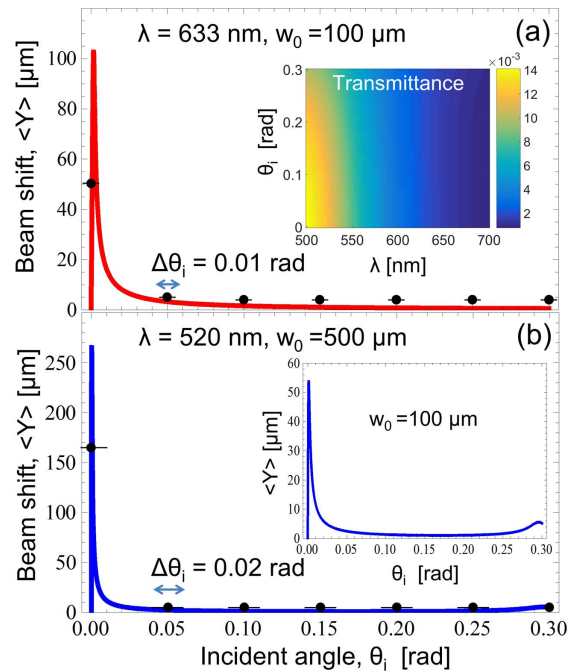 λ = 633 nm, w₀ =100 μm
(a)
Beam shift, <Y> [μm]
100
80
60
40
20
0
Δθᵢ = 0.01 rad
Transmittance
θᵢ [rad]
0.3
0.2
0.1
0
500 550 600 650 700
λ [nm]
×10⁻³
14
12
10
8
6
4
2
λ = 520 nm, w₀ =500 μm
(b)
Beam shift, <Y> [μm]
250
200
150
100
50
0
Δθᵢ = 0.02 rad
<Y> [μm]
60
50
40
30
20
10
0
w₀ =100 μm
0.00 0.05 0.10 0.15 0.20 0.25 0.30
θᵢ [rad]
0.00 0.05 0.10 0.15 0.20 0.25 0.30
Incident angle, θᵢ [rad]